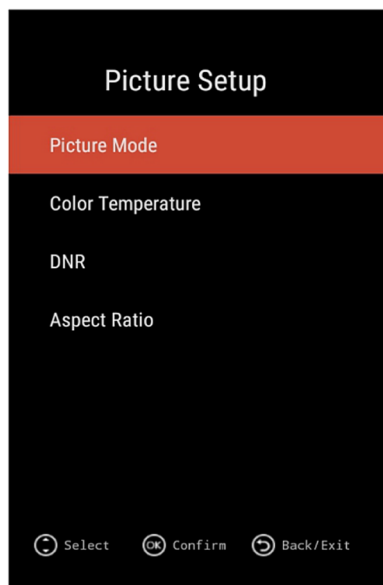 Picture Setup
Picture Mode
Color Temperature
DNR
Aspect Ratio
Select OK Confirm Back/Exit